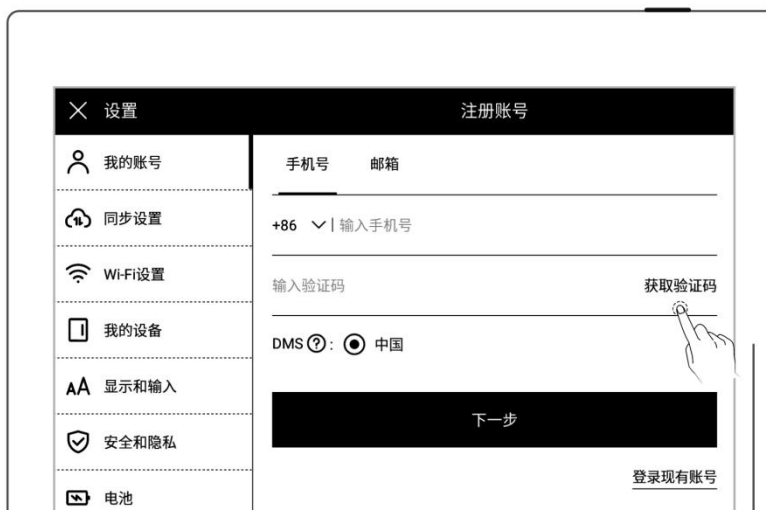 设置
注册账号
我的账号
同步设置
Wi-Fi设置
我的设备
AA 显示和输入
安全和隐私
电池
手机号 邮箱
+86 输入手机号
输入验证码 获取验证码
DMS?: 中国
下一步
登录现有账号